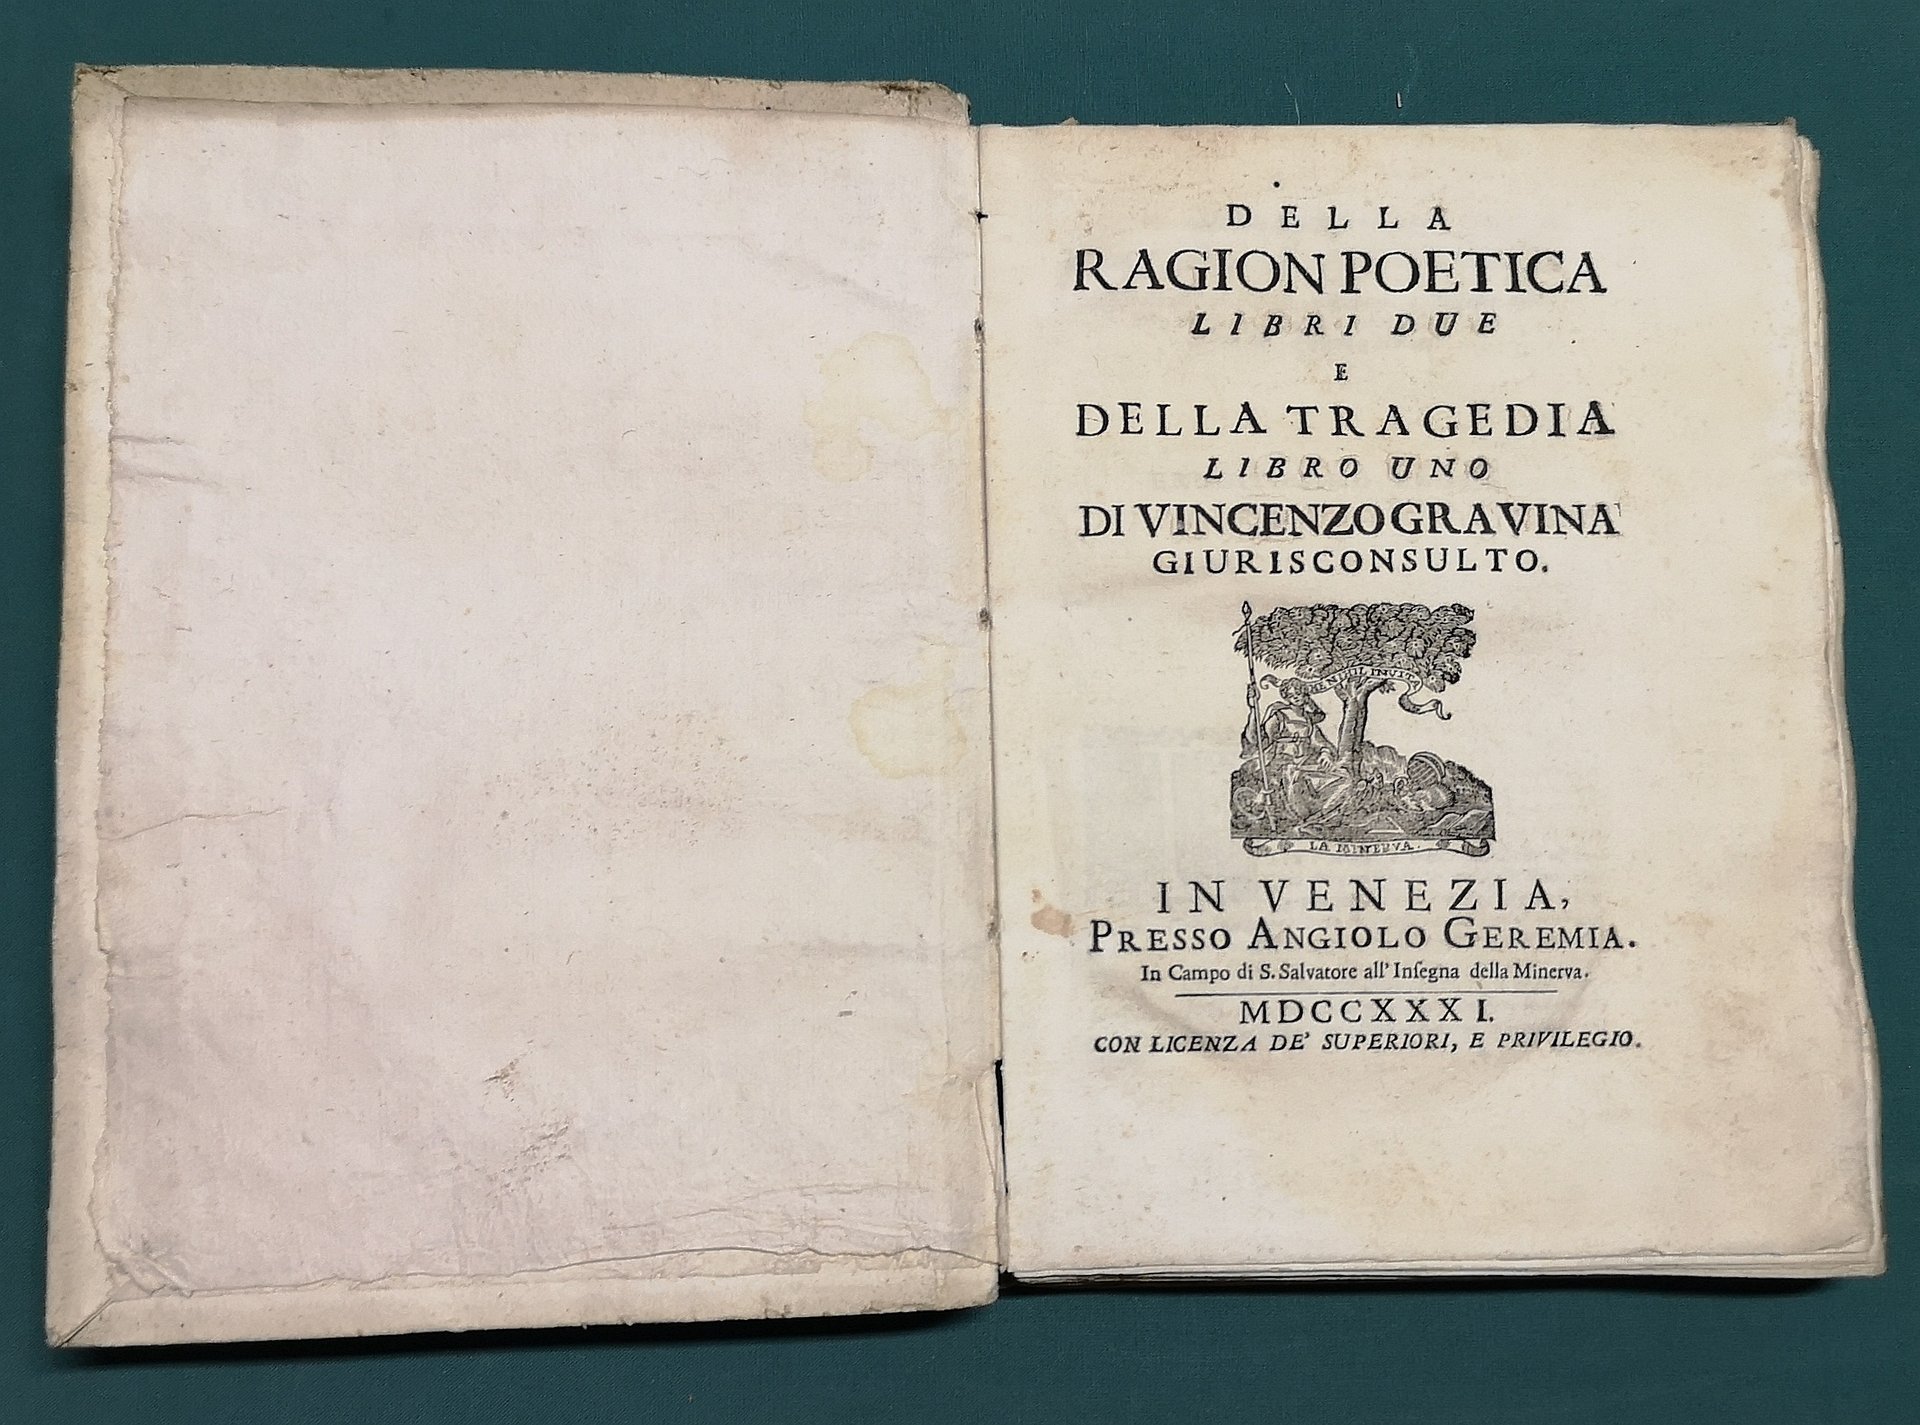 DELLA
RAGION POETICA
LIBRI DUE
E
DELLA TRAGEDIA
LIBRO UNO
DI VINCENZO GRAVINA
GIURISCONSULTO.
INVITA
LA MINERVA.
IN VENEZIA,
PRESSO ANGIOLO GEREMIA.
In Campo di S. Salvatore all' Inſegna della Minerva.
MDCCXXXI.
CON LICENZA DE' SUPERIORI, E PRIVILEGIO.